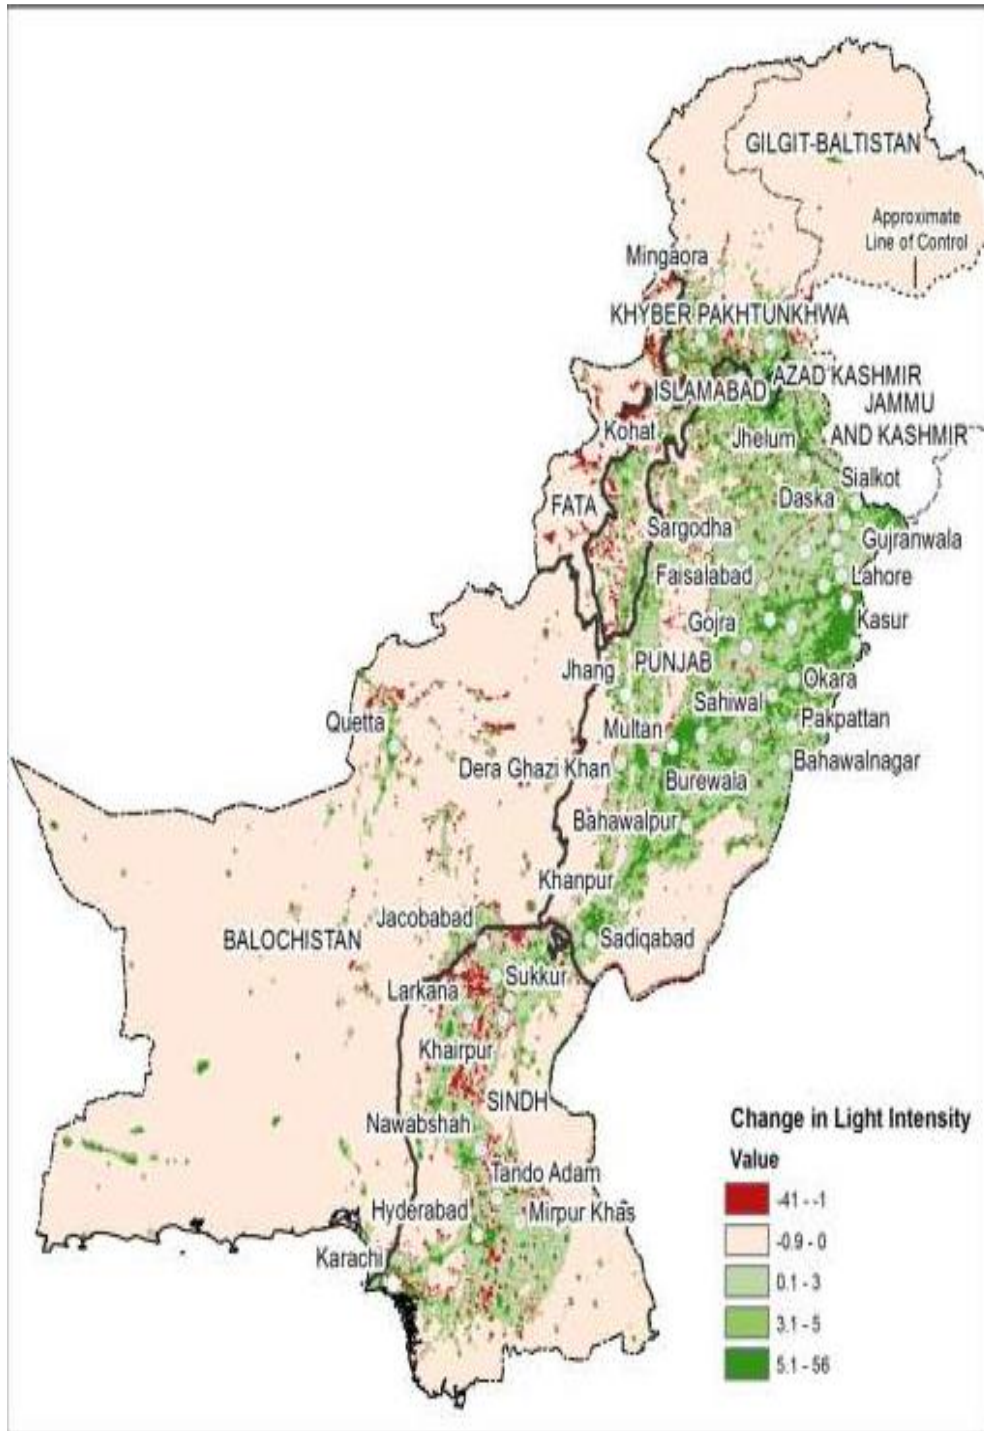 GILGIT-BALTISTAN
Approximate
Line of Control
Mingaora
KHYBER PAKHTUNKHWA
ISLAMABAD
AZAD KASHMIR
JAMMU
AND KASHMIR
Kohat
Jhelum
Sialkot
Daska
FATA
Sargodha
Gujranwala
Faisalabad
Lahore
Gojra
Kasur
Jhang
PUNJAB
Okara
Sahiwal
Quetta
Multan
Pakpattan
Dera Ghazi Khan
Burewala
Bahawalnagar
Bahawalpur
Khanpur
Jacobabad
BALOCHISTAN
Sadiqabad
Larkana
Sukkur
Khairpur
SINDH
Nawabshah
Tando Adam
Hyderabad
Mirpur Khas
Karachi
Change in Light Intensity
Value
-41 - -1
-0.9 - 0
0.1 - 3
3.1 - 5
5.1 - 56